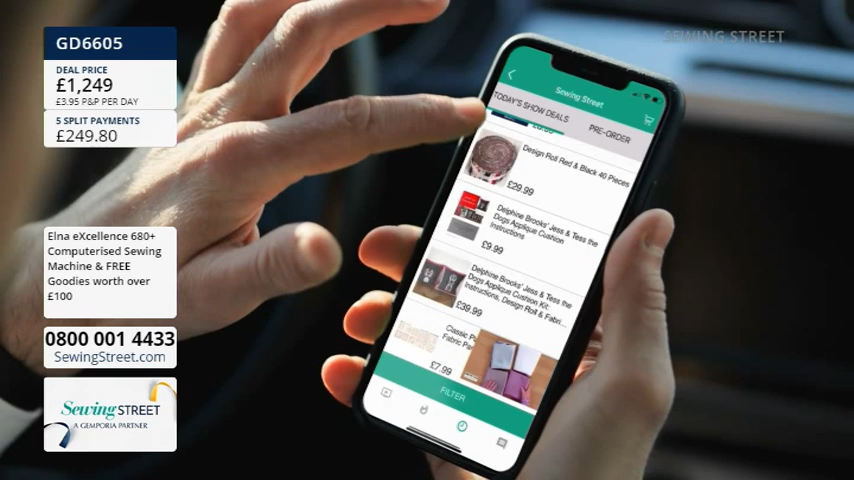 GD6605
DEAL PRICE
£1,249
£3.95 P&P PER DAY
5 SPLIT PAYMENTS
£249.80
Elna eXcellence 680+
Computerised Sewing
Machine & FREE
Goodies worth over
£100
0800 001 4433
SewingStreet.com
Sewing STREET
A GEMPORIA PARTNER
SEWING STREET
Sewing Street
TODAY'S SHOW DEALS
PRE-ORDER
Design Roll Red & Black 40 Pieces
£29.99
Delphine Brooks' Jess & Tess the
Dogs Applique Cushion
Instructions
£9.99
Delphine Brooks' Jess & Tess the
Dogs Applique Cushion Kit:
Instructions, Design Roll & Fabri...
£39.99
Classic
Fabric
£7.99
FILTER